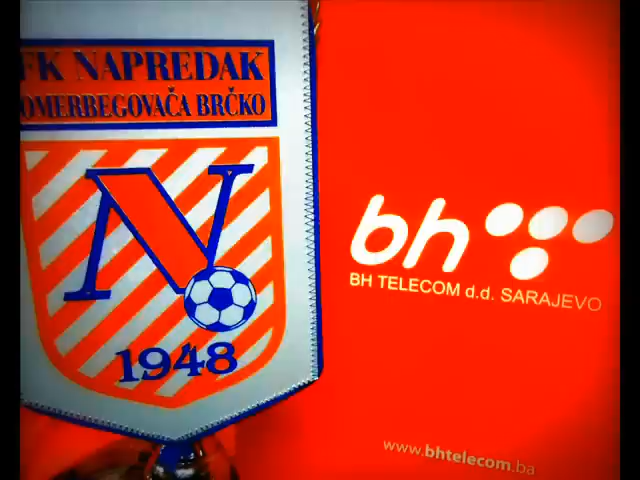 FK NAPREDAK
OMERBEGOVAČA BRČKO
N
1948
bh
BH TELECOM d.d. SARAJEVO
www.bhtelecom.ba